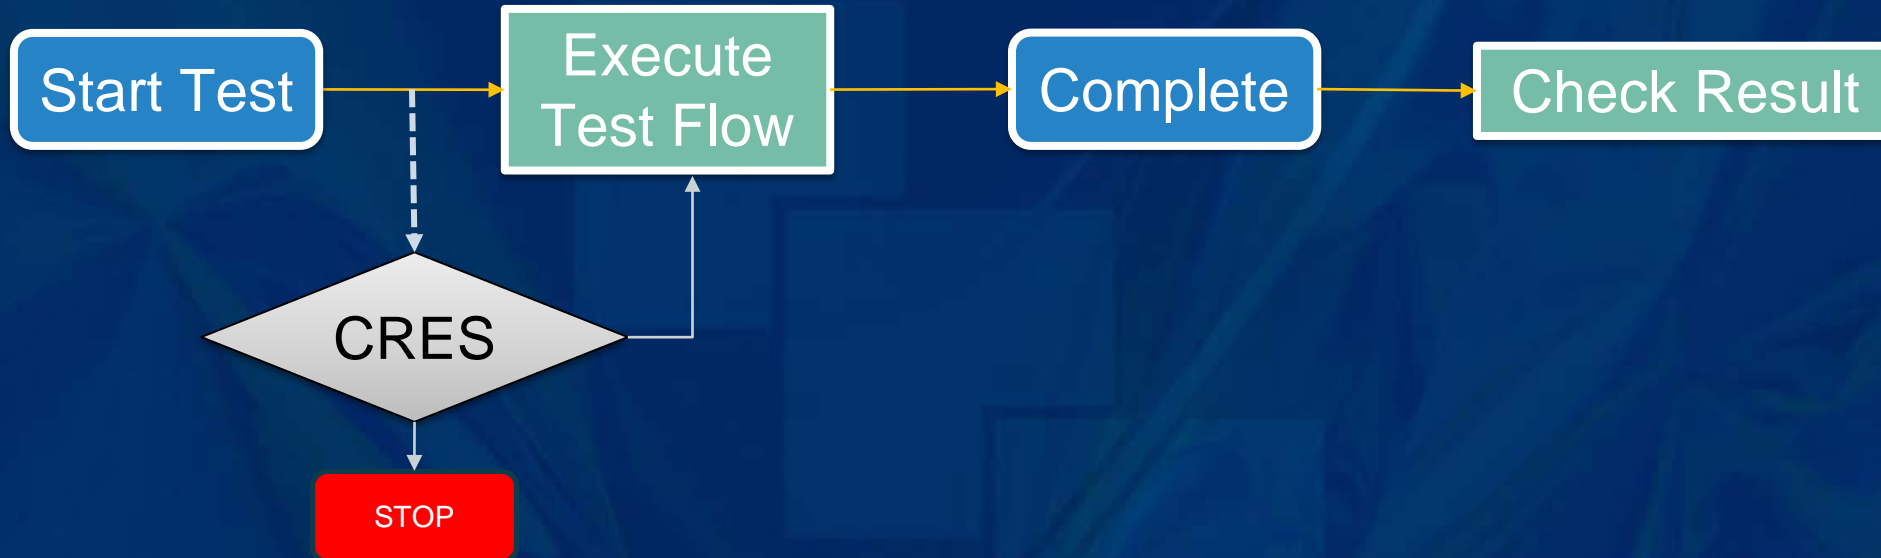 Start Test
Execute
Test Flow
Complete
Check Result
CRES
STOP